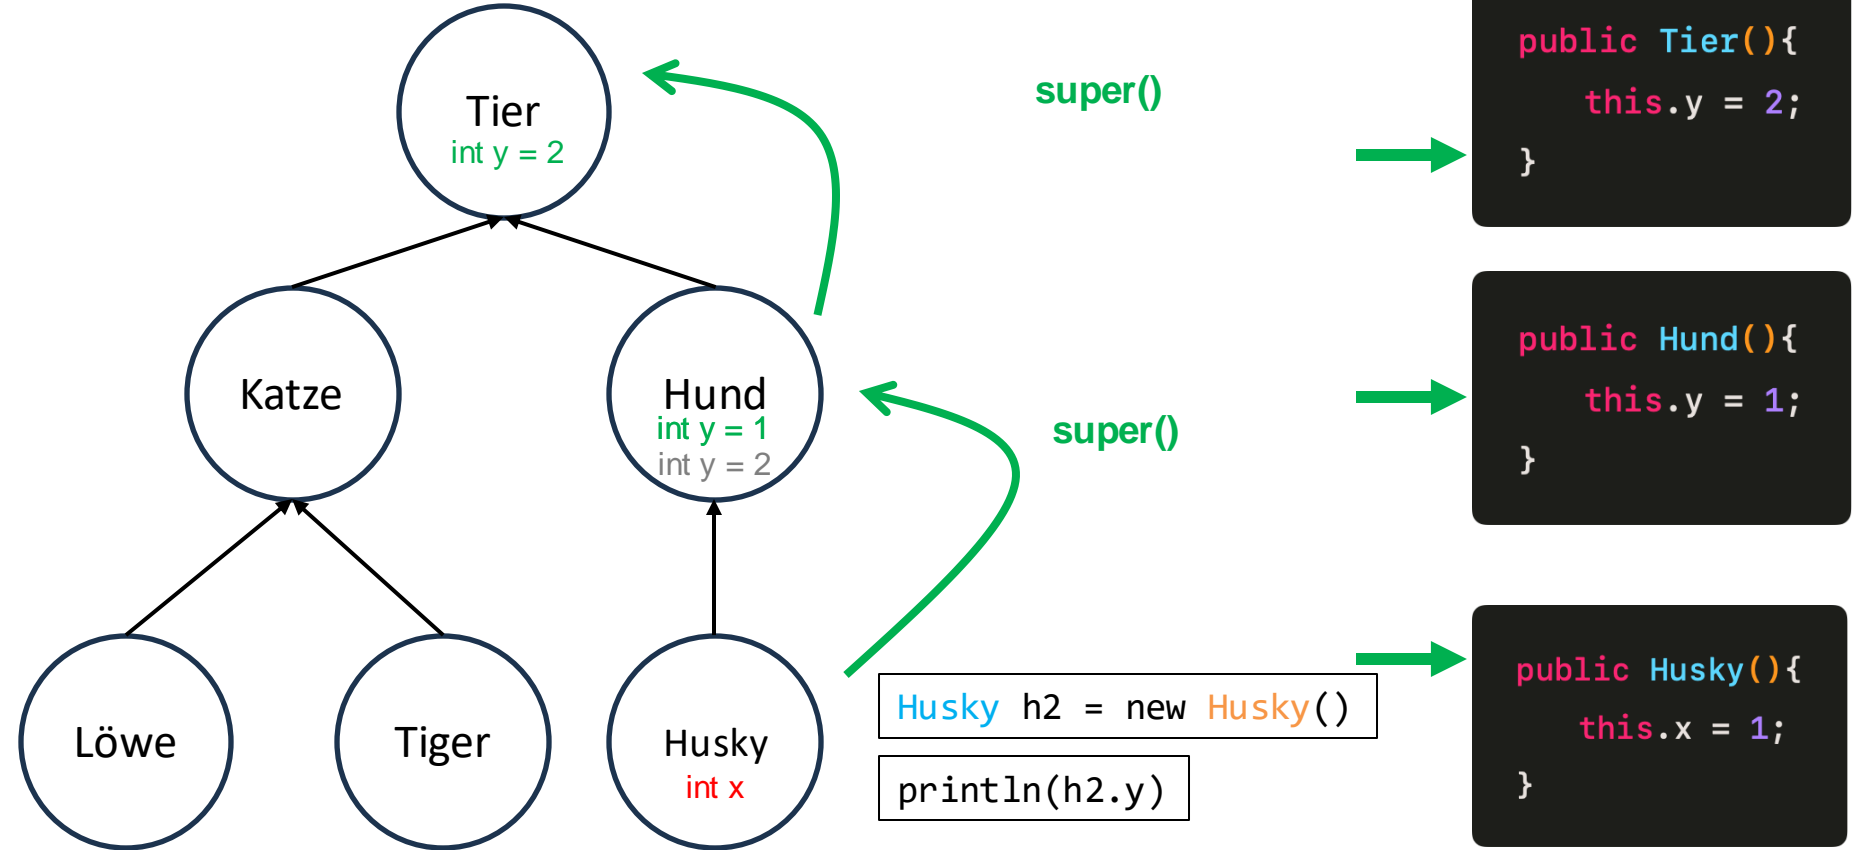 Tier
int y = 2
super()
public Tier(){
this.y = 2;
}
Katze
Hund
int y = 1
int y = 2
super()
public Hund(){
this.y = 1;
}
Löwe
Tiger
Husky
int x
Husky h2 = new Husky()
println(h2.y)
public Husky(){
this.x = 1;
}